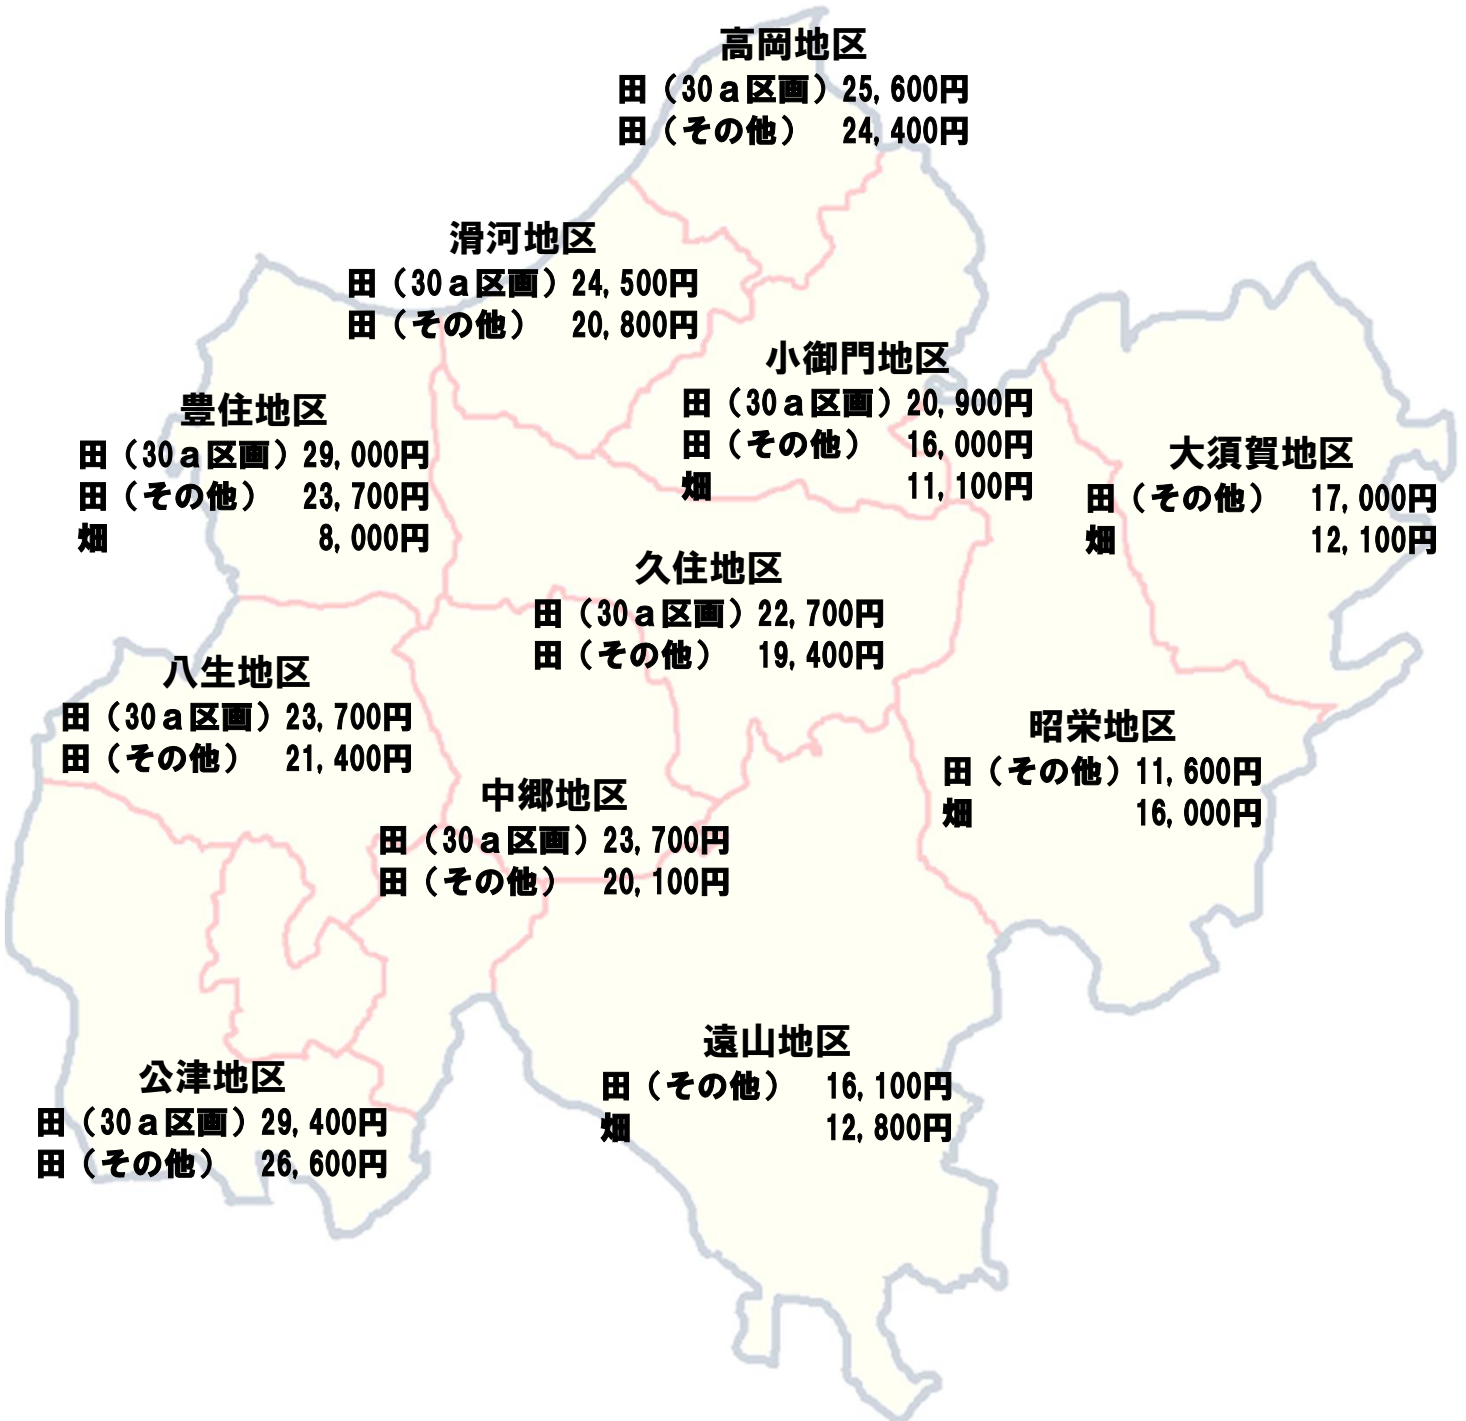 高岡地区
田（30ａ区画）25,600円
田（その他）　24,400円
滑河地区
田（30ａ区画）24,500円
田（その他）　20,800円
小御門地区
田（30ａ区画）20,900円
田（その他）　16,000円
畑　11,100円
豊住地区
田（30ａ区画）29,000円
田（その他）　23,700円
畑　8,000円
大須賀地区
田（その他）　17,000円
畑　12,100円
久住地区
田（30ａ区画）22,700円
田（その他）　19,400円
八生地区
田（30ａ区画）23,700円
田（その他）　21,400円
昭栄地区
田（その他）11,600円
畑　16,000円
中郷地区
田（30ａ区画）23,700円
田（その他）　20,100円
遠山地区
田（その他）　16,100円
畑　12,800円
公津地区
田（30ａ区画）29,400円
田（その他）　26,600円